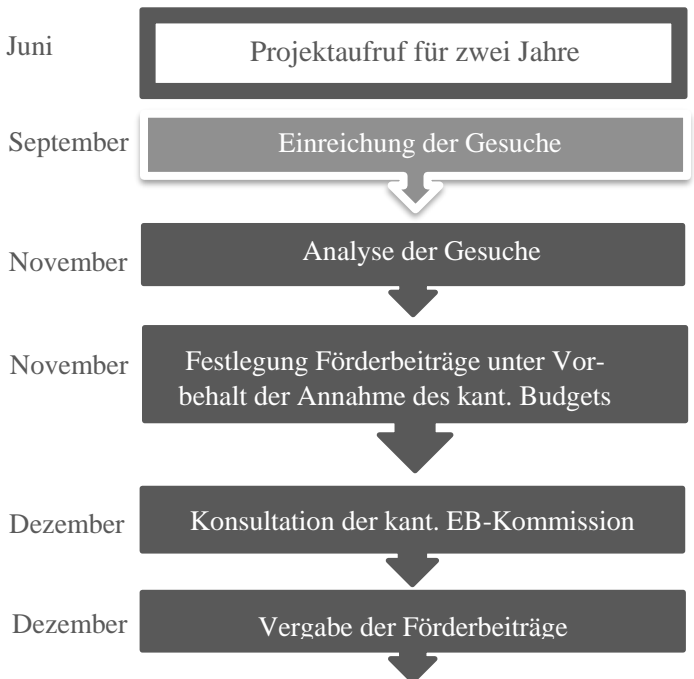 Juni
Projektaufruf für zwei Jahre
September
Einreichung der Gesuche
November
Analyse der Gesuche
November
Festlegung Förderbeiträge unter Vor-
behalt der Annahme des kant. Budgets
Dezember
Konsultation der kant. EB-Kommission
Dezember
Vergabe der Förderbeiträge